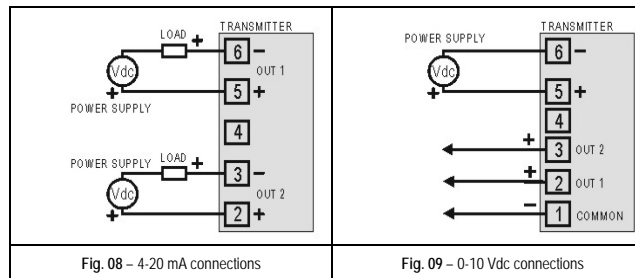 TRANSMITTER
LOAD
+
6 −
Vdc
OUT 1
+
5 +
POWER SUPPLY
4
POWER SUPPLY
LOAD
+
3 −
Vdc
OUT 2
+
2 +
Fig. 08 – 4-20 mA connections
TRANSMITTER
POWER SUPPLY
6 −
Vdc
+
5 +
4
+
3 OUT 2
+
2 OUT 1
−
1 COMMON
Fig. 09 – 0-10 Vdc connections